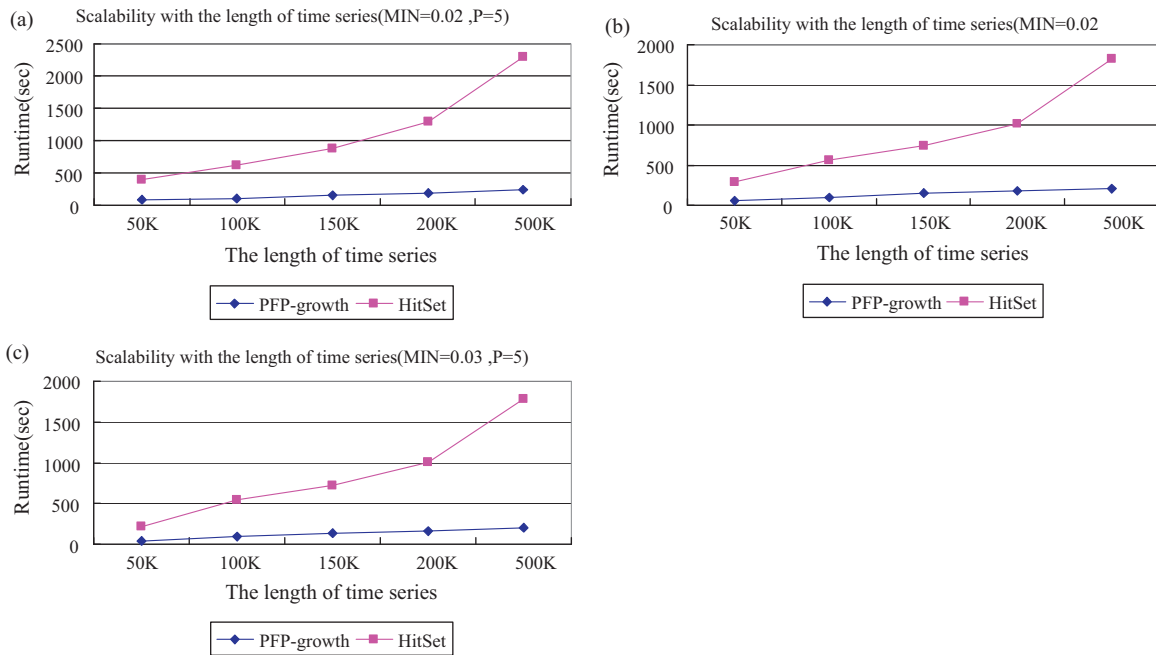 (a)
Scalability with the length of time series(MIN=0.02 ,P=5)
Runtime(sec)
2500
2000
1500
1000
500
0
50K 100K 150K 200K 500K
The length of time series
PFP-growth HitSet
(b)
Scalability with the length of time series(MIN=0.02
Runtime(sec)
2000
1500
1000
500
0
50K 100K 150K 200K 500K
The length of time series
PFP-growth HitSet
(c)
Scalability with the length of time series(MIN=0.03 ,P=5)
Runtime(sec)
2000
1500
1000
500
0
50K 100K 150K 200K 500K
The length of time series
PFP-growth HitSet